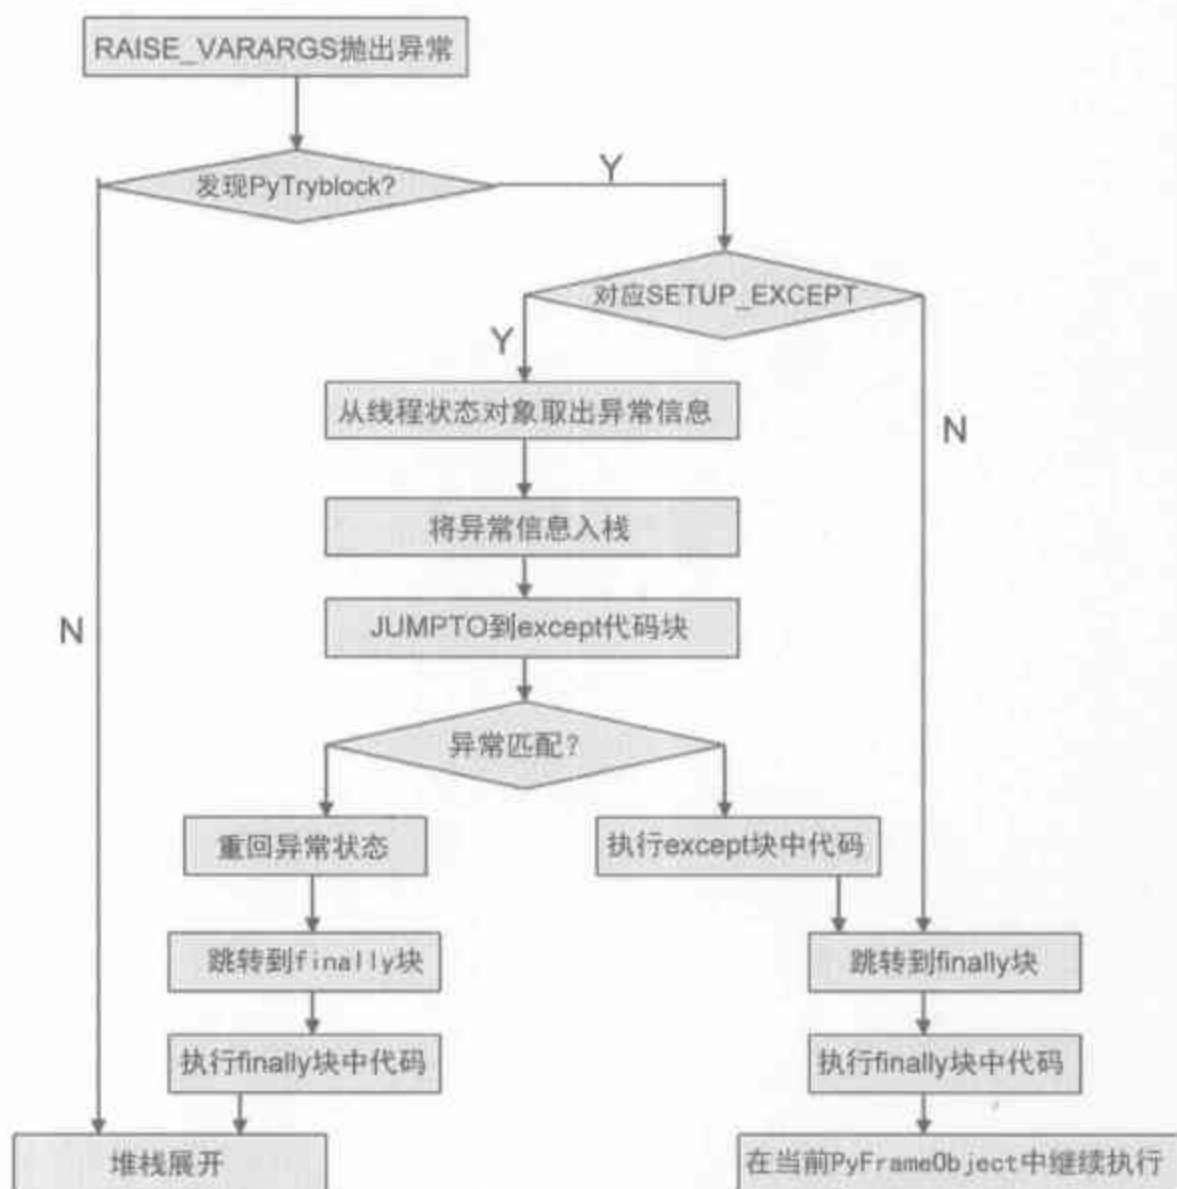 RAISE_VARARGS抛出异常
发现PyTryblock?
Y
对应SETUP_EXCEPT
Y
从线程状态对象取出异常信息
N
将异常信息入栈
N
JUMPTO到except代码块
异常匹配?
重回异常状态
执行except块中代码
跳转到finally块
跳转到finally块
执行finally块中代码
执行finally块中代码
堆栈展开
在当前PyFrameObject中继续执行